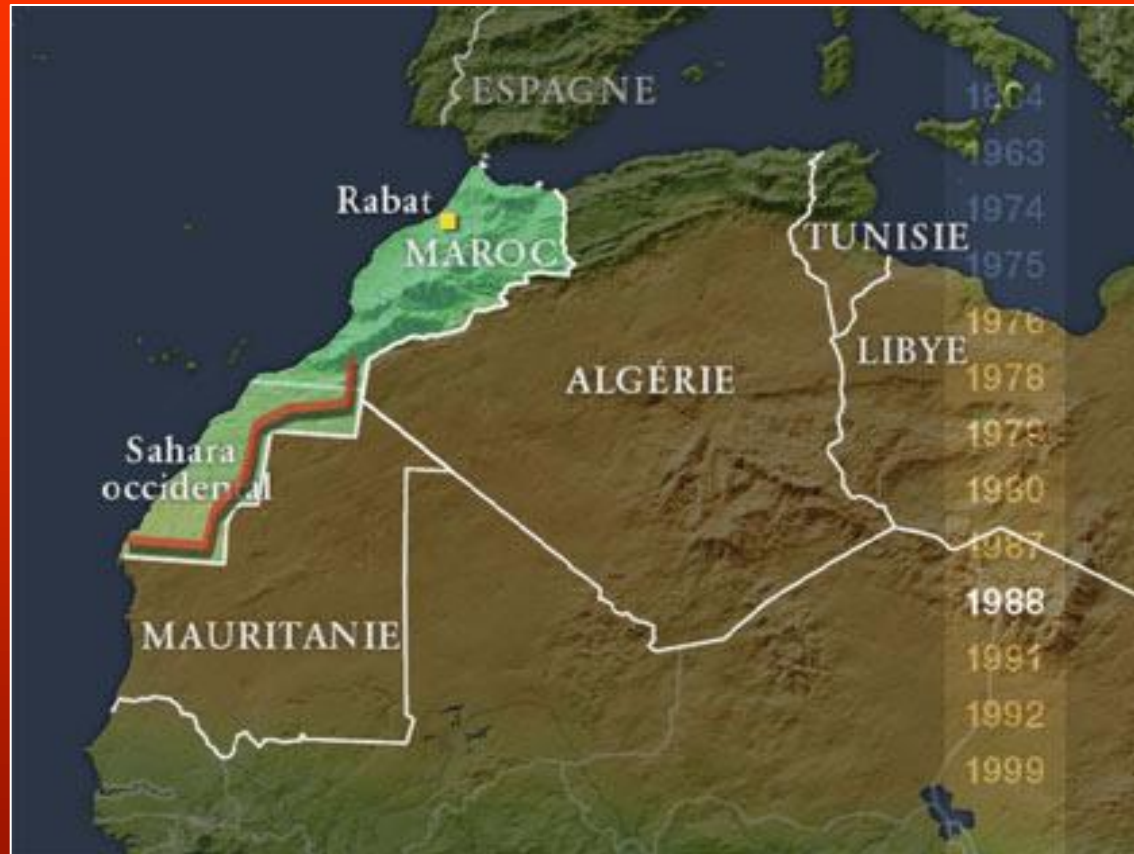 ESPAGNE
Rabat
MAROC
TUNISIE
LIBYE
ALGÉRIE
Sahara
occidental
MAURITANIE
1963
1974
1975
1976
1978
1979
1980
1987
1988
1991
1992
1999